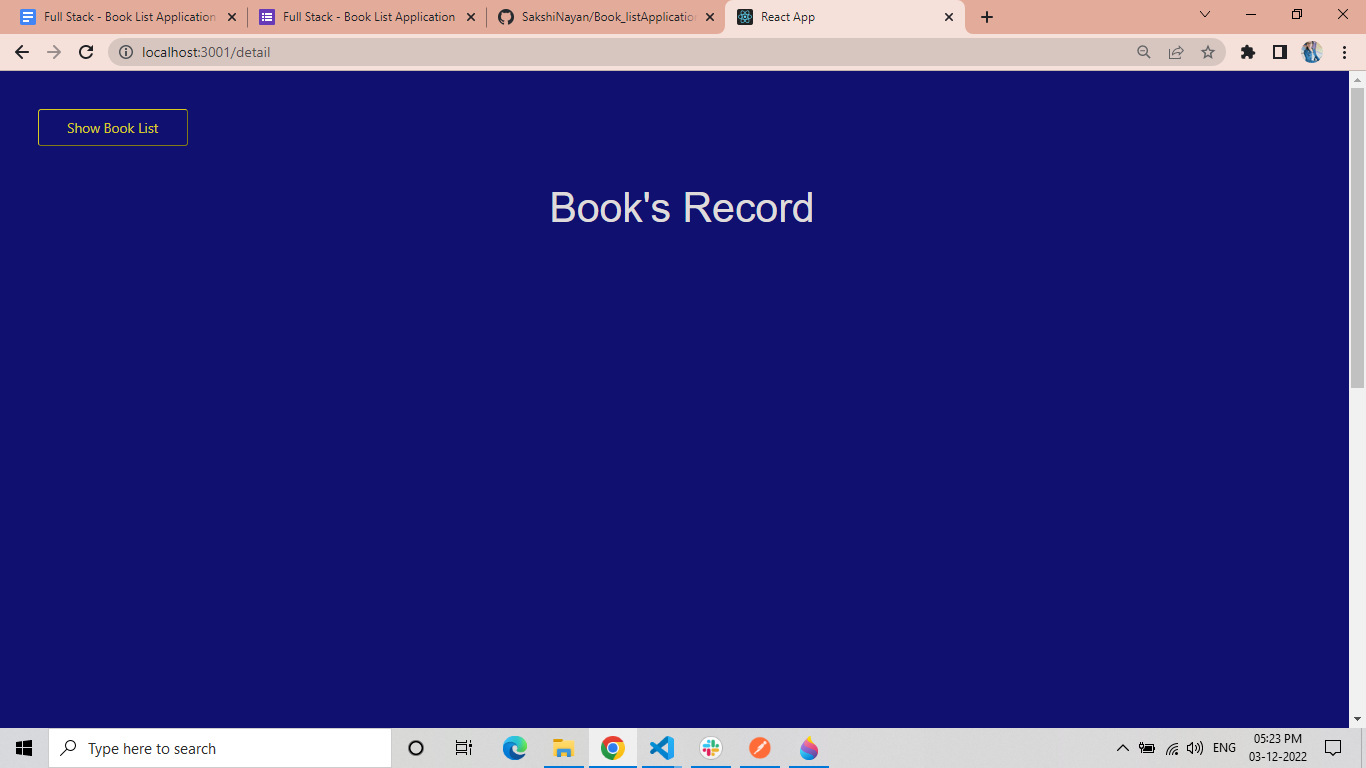 Full Stack - Book List Application
Full Stack - Book List Application
SakshiNayan/Book_listApplication
React App
localhost:3001/detail
Show Book List
Book's Record
Type here to search
ENG
05:23 PM
03-12-2022